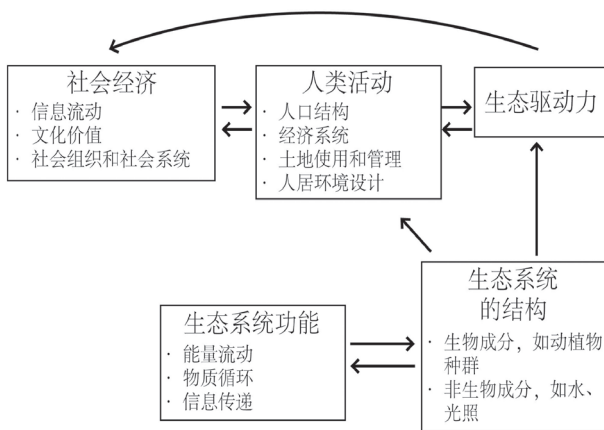 社会经济
· 信息流动
· 文化价值
· 社会组织和社会系统
人类活动
· 人口结构
· 经济系统
· 土地使用和管理
· 人居环境设计
生态驱动力
生态系统功能
· 能量流动
· 物质循环
· 信息传递
生态系统
的结构
· 生物成分，如动植物
种群
· 非生物成分，如水、
光照